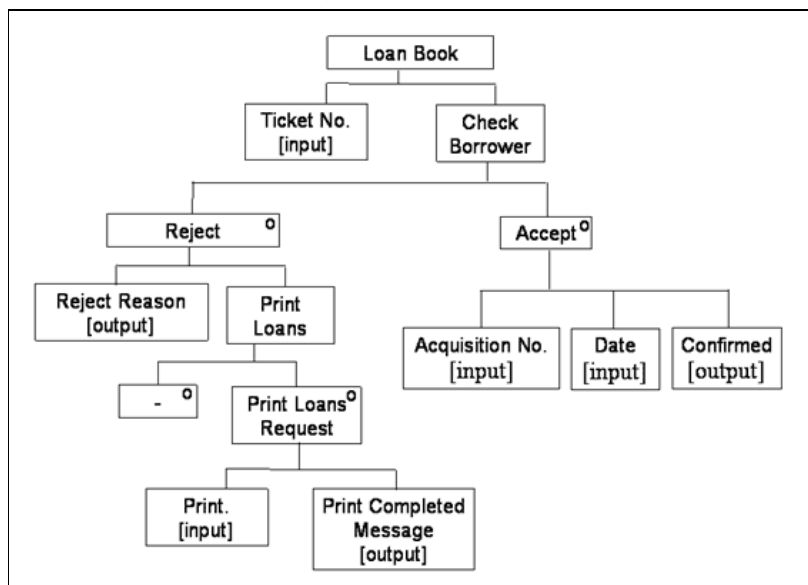 Loan Book
Ticket No.
[input]
Check
Borrower
Reject
o
Accept
o
Reject Reason
[output]
Print
Loans
Acquisition No.
[input]
Date
[input]
Confirmed
[output]
-
o
Print Loans
o
Request
Print.
[input]
Print Completed
Message
[output]